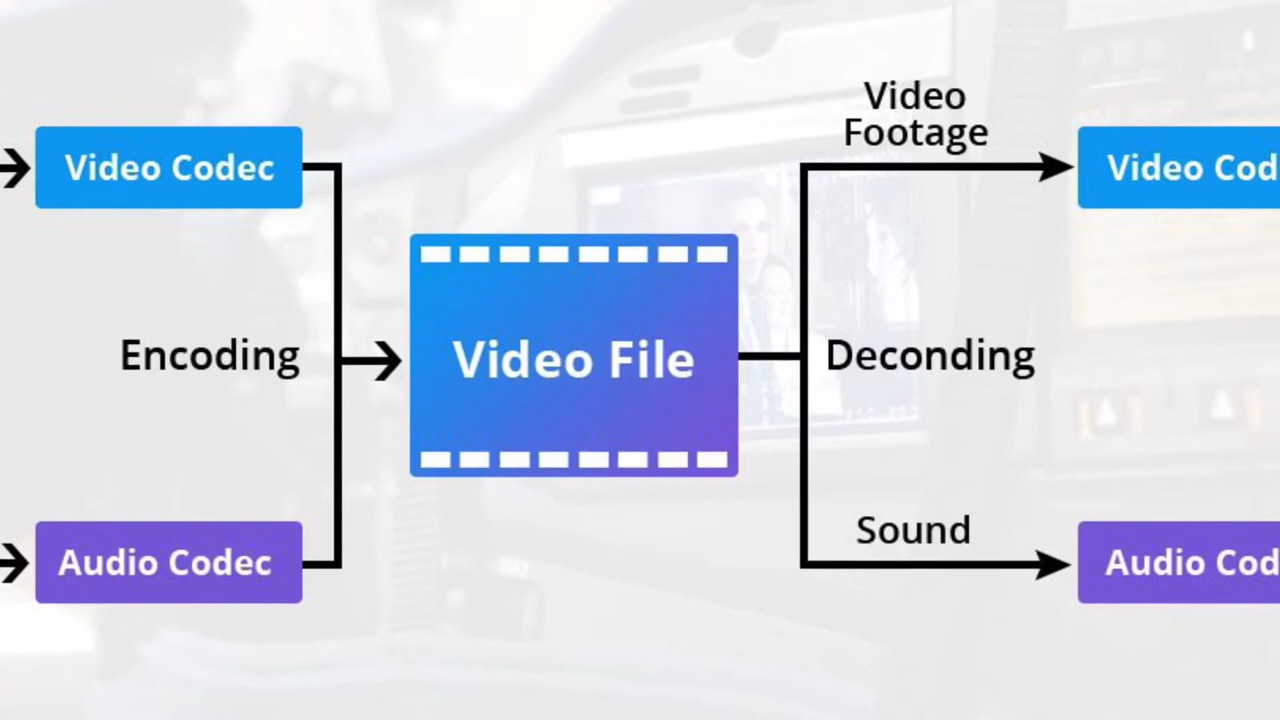 Video
Footage
Video Codec
Video Cod
Encoding
Video File
Deconding
Sound
Audio Codec
Audio Cod